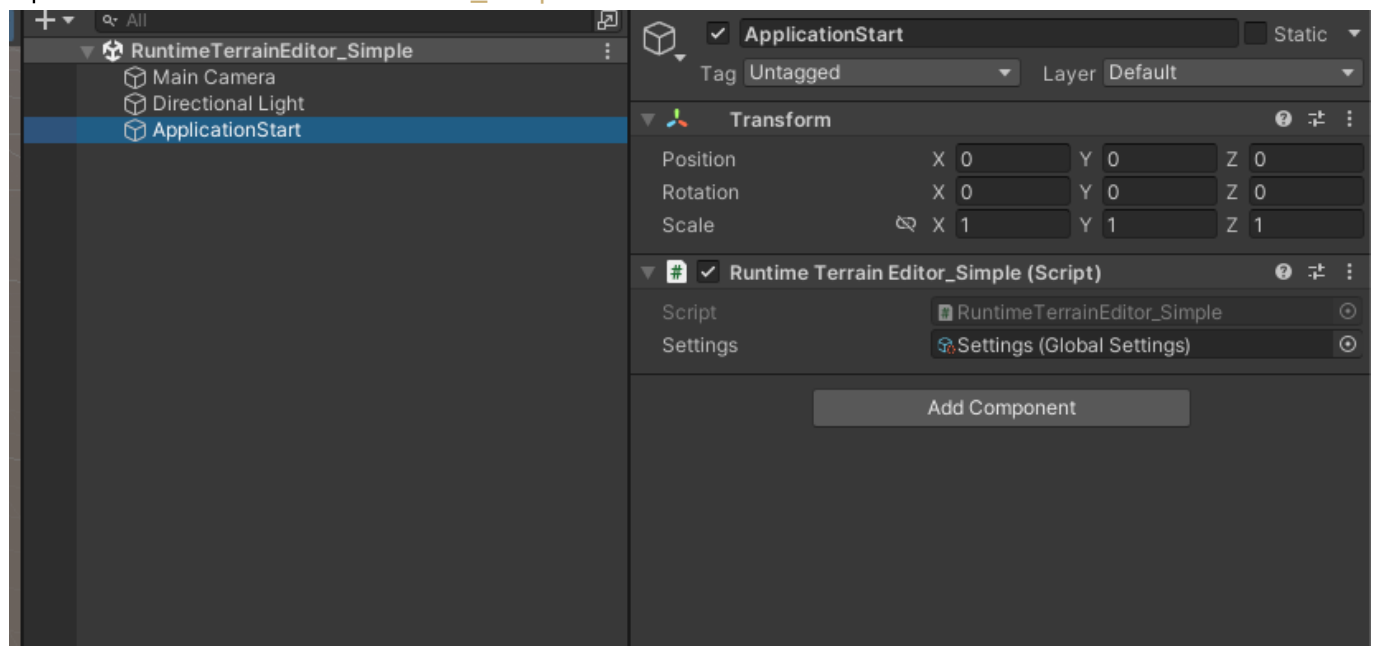 All
RuntimeTerrainEditor_Simple
Main Camera
Directional Light
ApplicationStart
ApplicationStart Static
Tag Untagged Layer Default
Transform
Position X 0 Y 0 Z 0
Rotation X 0 Y 0 Z 0
Scale X 1 Y 1 Z 1
# Runtime Terrain Editor_Simple (Script)
Script RuntimeTerrainEditor_Simple
Settings Settings (Global Settings)
Add Component